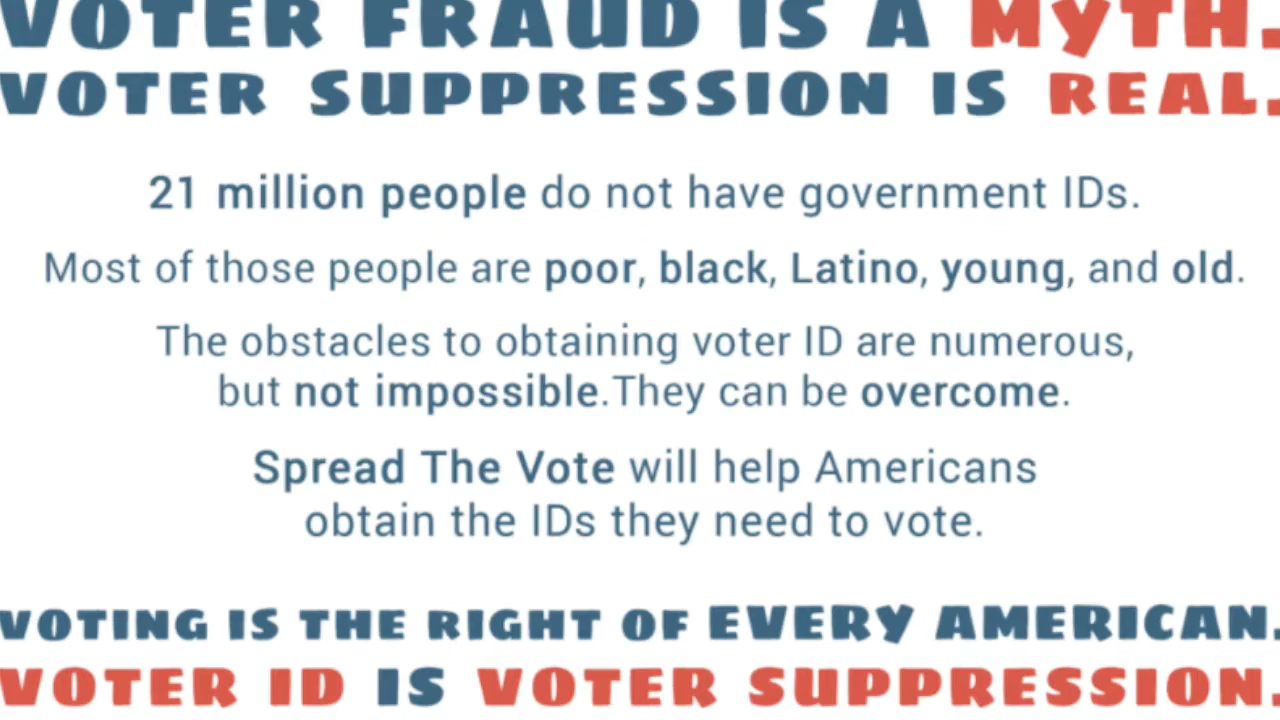 VOTER FRAUD IS A MYTH.
VOTER SUPPRESSION IS REAL.
21 million people do not have government IDs.
Most of those people are poor, black, Latino, young, and old.
The obstacles to obtaining voter ID are numerous,
but not impossible.They can be overcome.
Spread The Vote will help Americans
obtain the IDs they need to vote.
VOTING IS THE RIGHT OF EVERY AMERICAN.
VOTER ID IS VOTER SUPPRESSION.